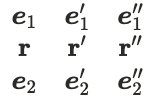 e₁ e′₁ e″₁
r r′ r″
e₂ e′₂ e″₂